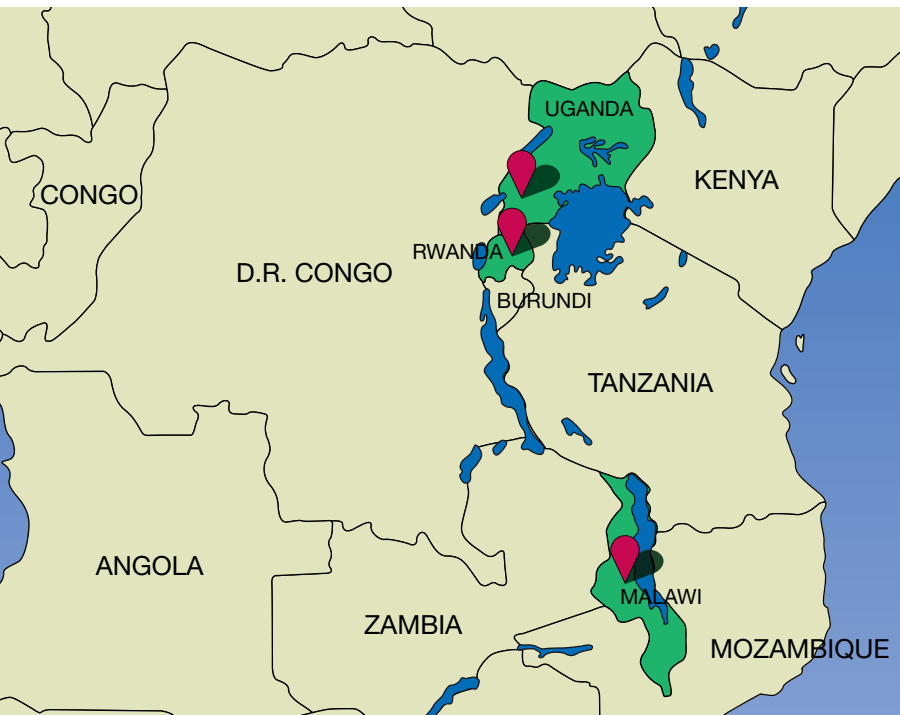 UGANDA
KENYA
CONGO
RWANDA
D.R. CONGO
BURUNDI
TANZANIA
ANGOLA
MALAWI
ZAMBIA
MOZAMBIQUE